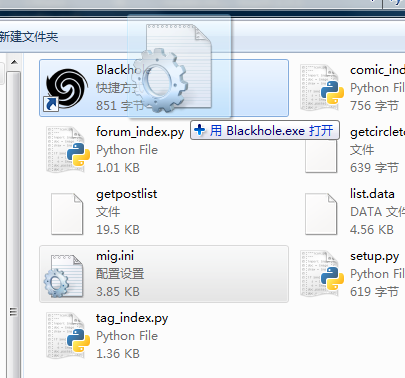 新建文件夹
Blackhole
快捷方式
851 字节
comic_ind
Python File
756 字节
forum_index.py
Python File
1.01 KB
用 Blackhole.exe 打开
getcirclet
文件
639 字节
getpostlist
文件
19.5 KB
list.data
DATA 文件
4.56 KB
mig.ini
配置设置
3.85 KB
setup.py
Python File
619 字节
tag_index.py
Python File
1.36 KB